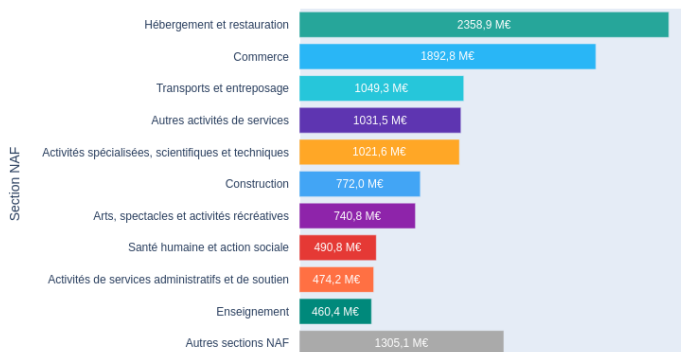 Section NAF
Hébergement et restauration 2358,9 M€
Commerce 1892,8 M€
Transports et entreposage 1049,3 M€
Autres activités de services 1031,5 M€
Activités spécialisées, scientifiques et techniques 1021,6 M€
Construction 772,0 M€
Arts, spectacles et activités récréatives 740,8 M€
Santé humaine et action sociale 490,8 M€
Activités de services administratifs et de soutien 474,2 M€
Enseignement 460,4 M€
Autres sections NAF 1305,1 M€